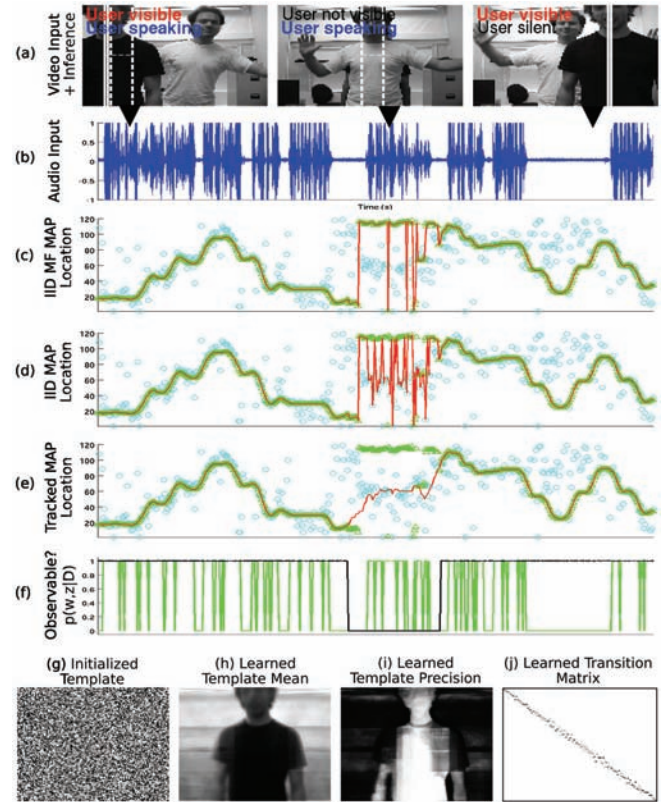 User visible
User speaking
User not visible
User speaking
User visible
User silent
(a)
Video Input
+ Inference
(b)
Audio Input
1
0.5
0
-0.5
-1
Time (s)
(c)
IID MF MAP
Location
120
100
80
60
40
20
(d)
IID MAP
Location
120
100
80
60
40
20
(e)
Tracked MAP
Location
120
100
80
60
40
20
(f)
Observable?
p(w,z|D)
1
0.8
0.6
0.4
0.2
0
(g) Initialized
Template
(h) Learned
Template Mean
(i) Learned
Template Precision
(j) Learned Transition
Matrix